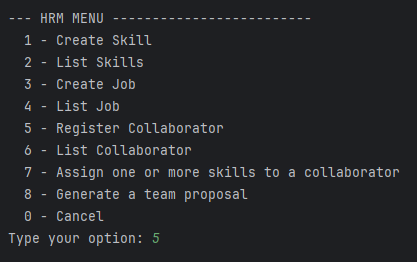 --- HRM MENU -------------------------
1 - Create Skill
2 - List Skills
3 - Create Job
4 - List Job
5 - Register Collaborator
6 - List Collaborator
7 - Assign one or more skills to a collaborator
8 - Generate a team proposal
0 - Cancel
Type your option: 5